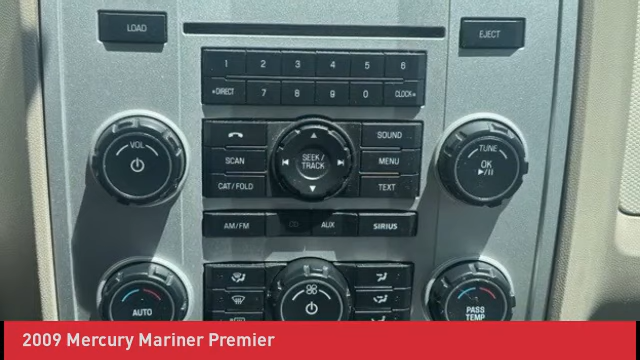 LOAD EJECT
1 2 3 4 5 6
•DIRECT 7 8 9 0 CLOCK•
VOL SOUND TUNE
SCAN SEEK/ MENU OK
TRACK
CAT/FOLD TEXT
AM/FM CD AUX SIRIUS
AUTO PASS
TEMP
2009 Mercury Mariner Premier